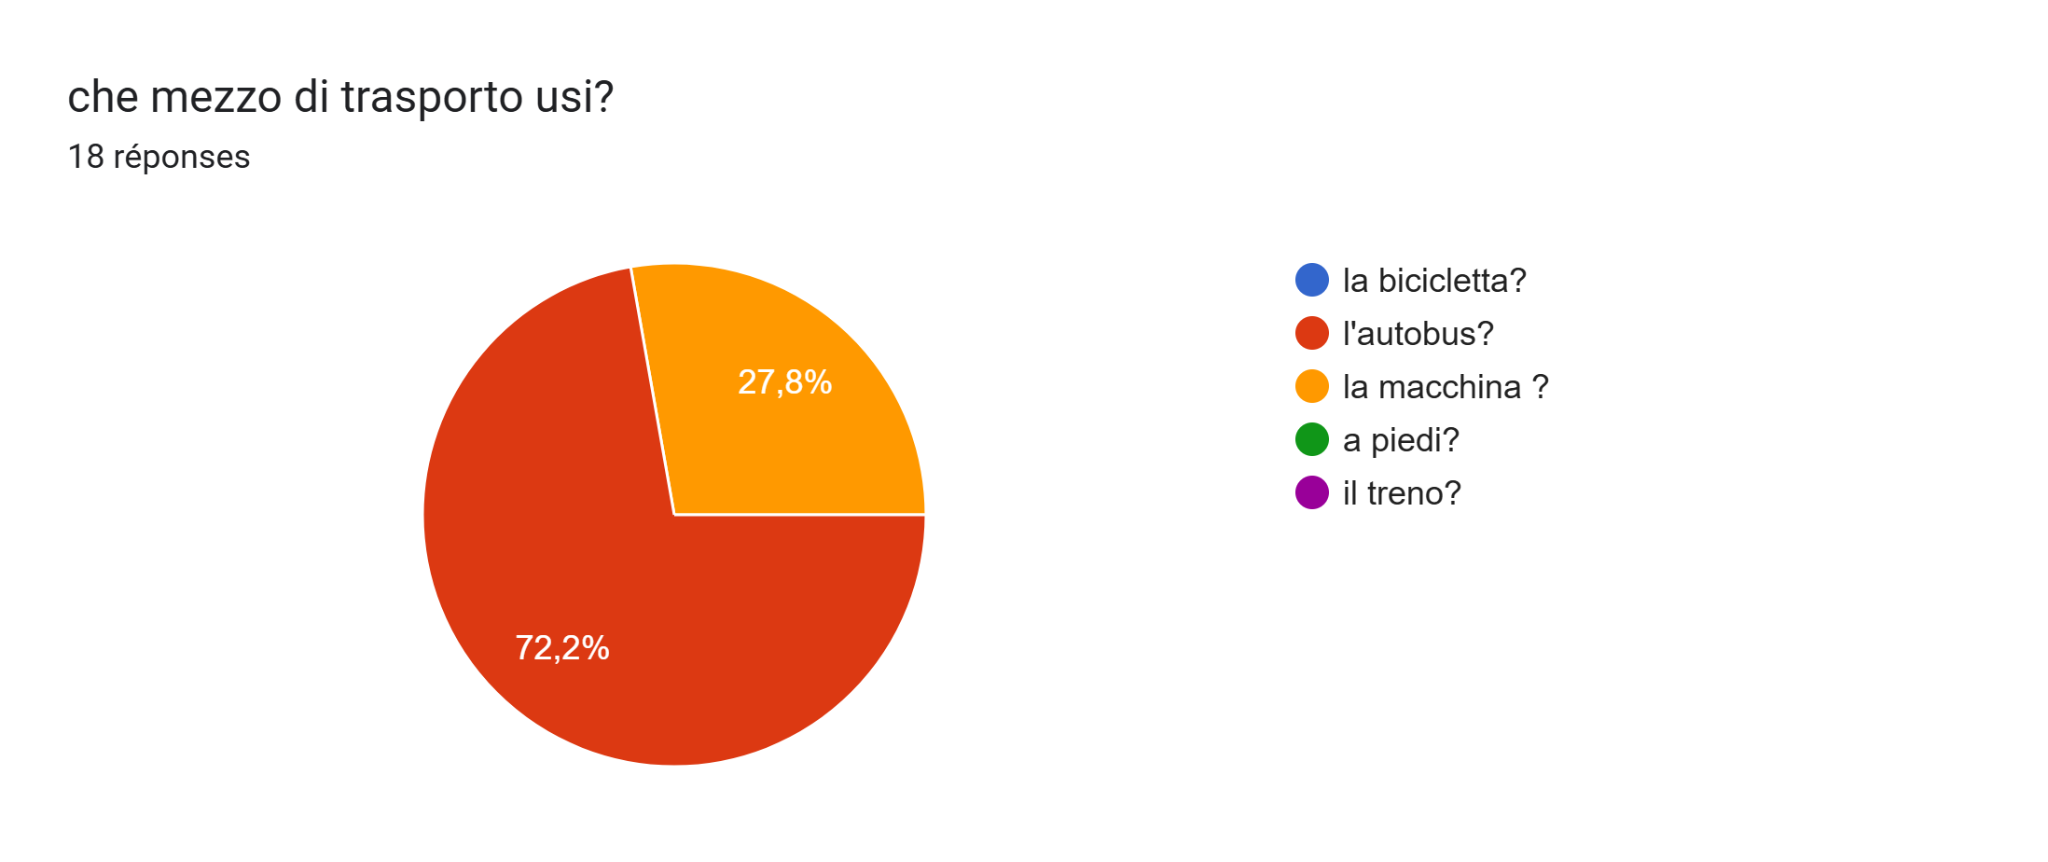 che mezzo di trasporto usi?
18 réponses
27,8%
72,2%
la bicicletta?
l'autobus?
la macchina ?
a piedi?
il treno?